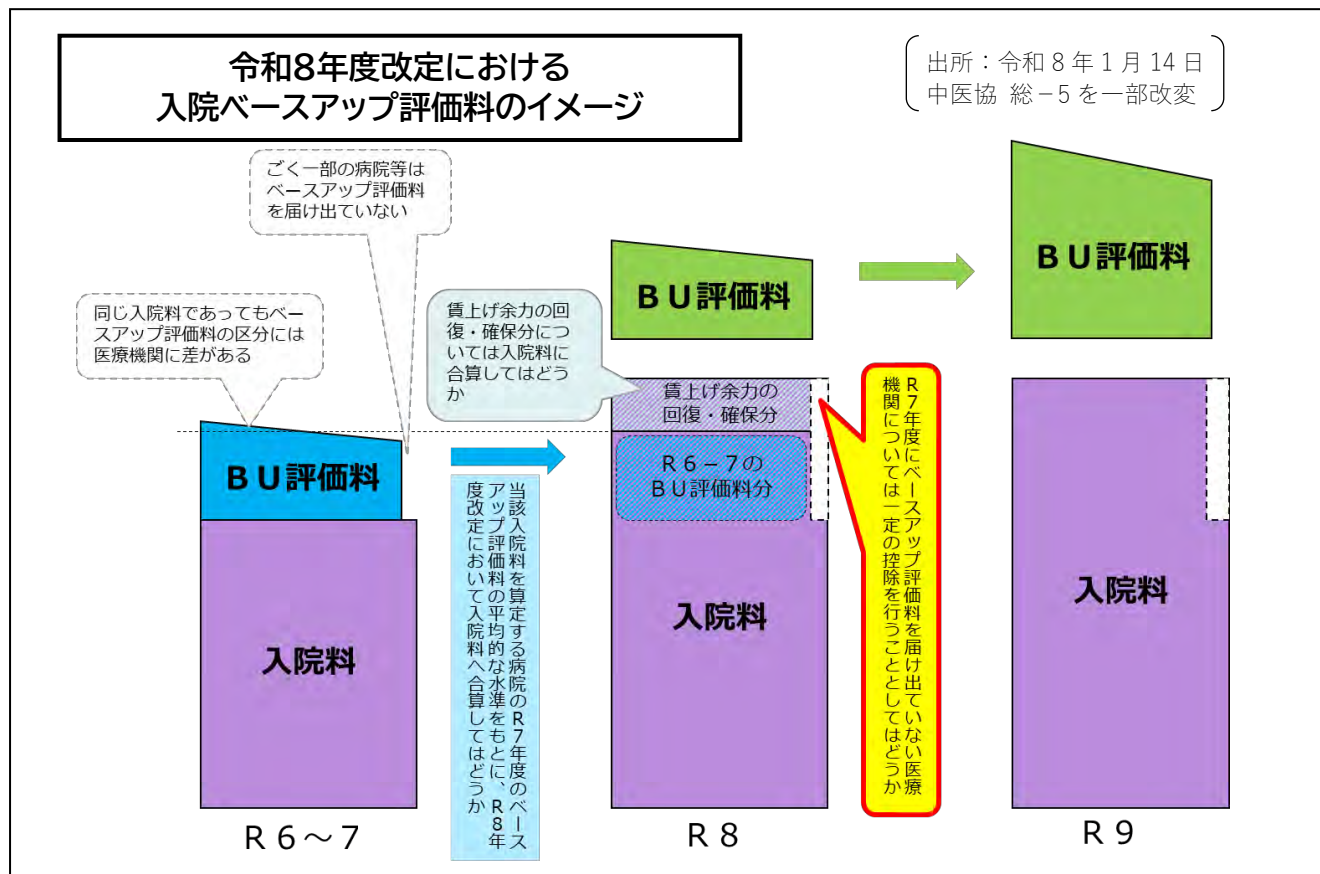 令和8年度改定における
入院ベースアップ評価料のイメージ
出所：令和8年1月14日
中医協 総－5を一部改変
ごく一部の病院等は
ベースアップ評価料
を届け出ていない
同じ入院料であってもベー
スアップ評価料の区分には
医療機関に差がある
ＢＵ評価料
入院料
Ｒ６～７
当該入院料を算定する病院のR7年度のベース
アップ評価料の平均的な水準をもとに、R8年
度改定において入院料へ合算してはどうか
賃上げ余力の回
復・確保分につ
いては入院料に
合算してはどう
か
ＢＵ評価料
賃上げ余力の
回復・確保分
Ｒ６－７の
ＢＵ評価料分
入院料
Ｒ８
R7年度にベースアップ評価料を届け出ていない医療
機関については一定の控除を行うこととしてはどうか
ＢＵ評価料
入院料
Ｒ９